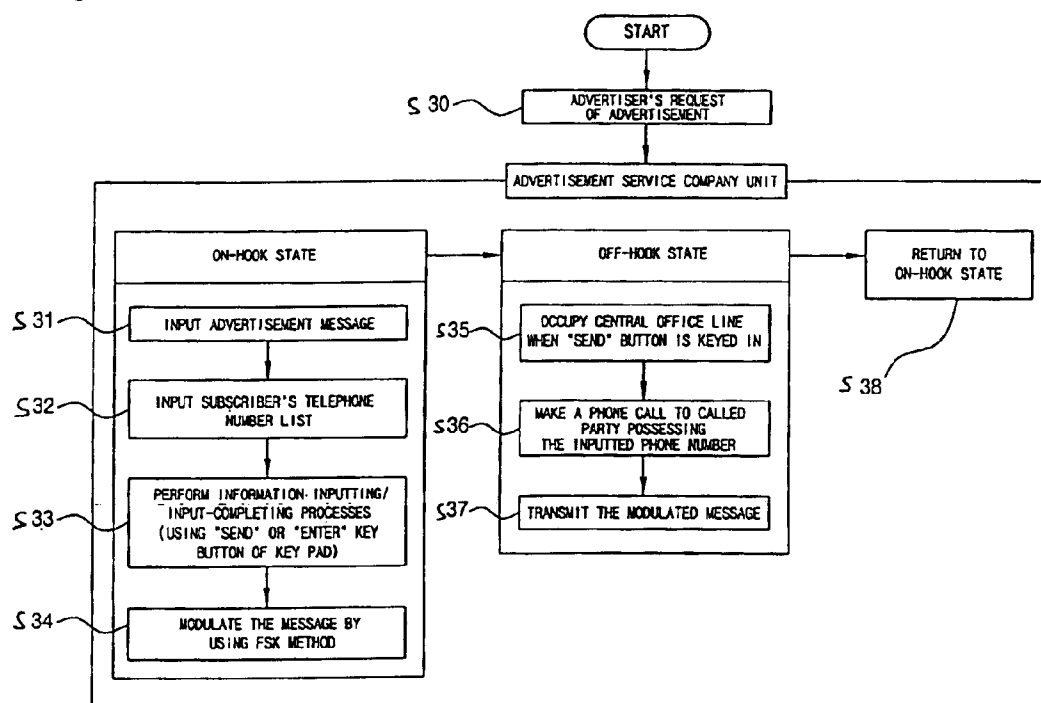 START
S30
ADVERTISER'S REQUEST
OF ADVERTISEMENT
ADVERTISEMENT SERVICE COMPANY UNIT
ON-HOOK STATE
S31
INPUT ADVERTISEMENT MESSAGE
S32
INPUT SUBSCRIBER'S TELEPHONE
NUMBER LIST
S33
PERFORM INFORMATION-INPUTTING/
INPUT-COMPLETING PROCESSES
(USING "SEND" OR "ENTER" KEY
BUTTON OF KEY PAD)
S34
MODULATE THE MESSAGE BY
USING FSK METHOD
OFF-HOOK STATE
S35
OCCUPY CENTRAL OFFICE LINE
WHEN "SEND" BUTTON IS KEYED IN
S36
MAKE A PHONE CALL TO CALLED
PARTY POSSESSING
THE INPUTTED PHONE NUMBER
S37
TRANSMIT THE MODULATED MESSAGE
RETURN TO
ON-HOOK STATE
S38